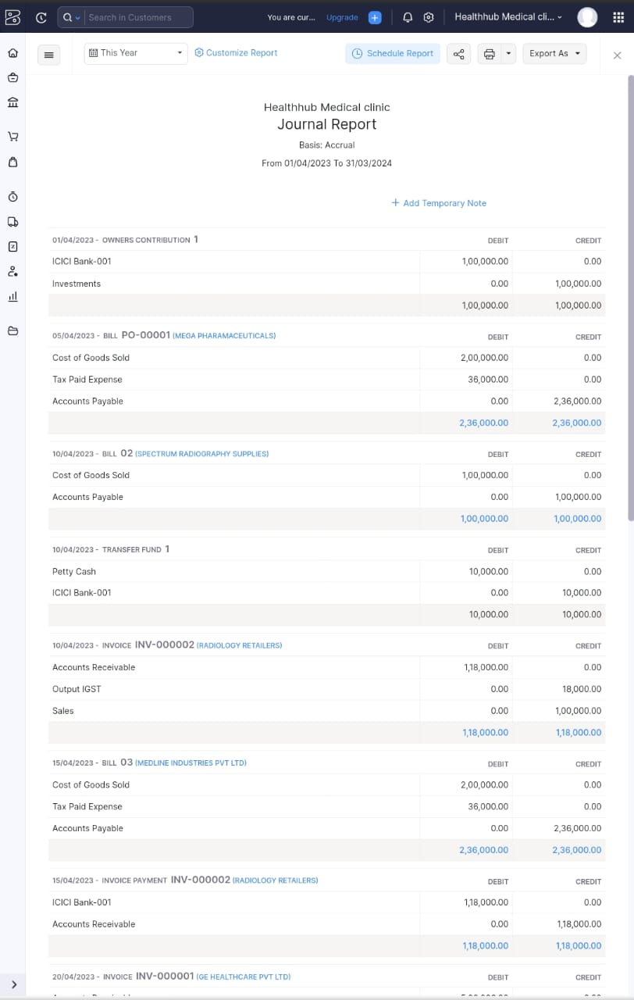 Search in Customers You are cur... Upgrade Healthhub Medical cli...
This Year Customize Report Schedule Report Export As
Healthhub Medical clinic
Journal Report
Basis: Accrual
From 01/04/2023 To 31/03/2024
+ Add Temporary Note
01/04/2023 - OWNERS CONTRIBUTION 1 DEBIT CREDIT
ICICI Bank-001 1,00,000.00 0.00
Investments 0.00 1,00,000.00
1,00,000.00 1,00,000.00
05/04/2023 - BILL PO-00001 (MEGA PHARAMACEUTICALS) DEBIT CREDIT
Cost of Goods Sold 2,00,000.00 0.00
Tax Paid Expense 36,000.00 0.00
Accounts Payable 0.00 2,36,000.00
2,36,000.00 2,36,000.00
10/04/2023 - BILL 02 (SPECTRUM RADIOGRAPHY SUPPLIES) DEBIT CREDIT
Cost of Goods Sold 1,00,000.00 0.00
Accounts Payable 0.00 1,00,000.00
1,00,000.00 1,00,000.00
10/04/2023 - TRANSFER FUND 1 DEBIT CREDIT
Petty Cash 10,000.00 0.00
ICICI Bank-001 0.00 10,000.00
10,000.00 10,000.00
10/04/2023 - INVOICE INV-000002 (RADIOLOGY RETAILERS) DEBIT CREDIT
Accounts Receivable 1,18,000.00 0.00
Output IGST 0.00 18,000.00
Sales 0.00 1,00,000.00
1,18,000.00 1,18,000.00
15/04/2023 - BILL 03 (MEDLINE INDUSTRIES PVT LTD) DEBIT CREDIT
Cost of Goods Sold 2,00,000.00 0.00
Tax Paid Expense 36,000.00 0.00
Accounts Payable 0.00 2,36,000.00
2,36,000.00 2,36,000.00
15/04/2023 - INVOICE PAYMENT INV-000002 (RADIOLOGY RETAILERS) DEBIT CREDIT
ICICI Bank-001 1,18,000.00 0.00
Accounts Receivable 0.00 1,18,000.00
1,18,000.00 1,18,000.00
20/04/2023 - INVOICE INV-000001 (GE HEALTHCARE PVT LTD) DEBIT CREDIT